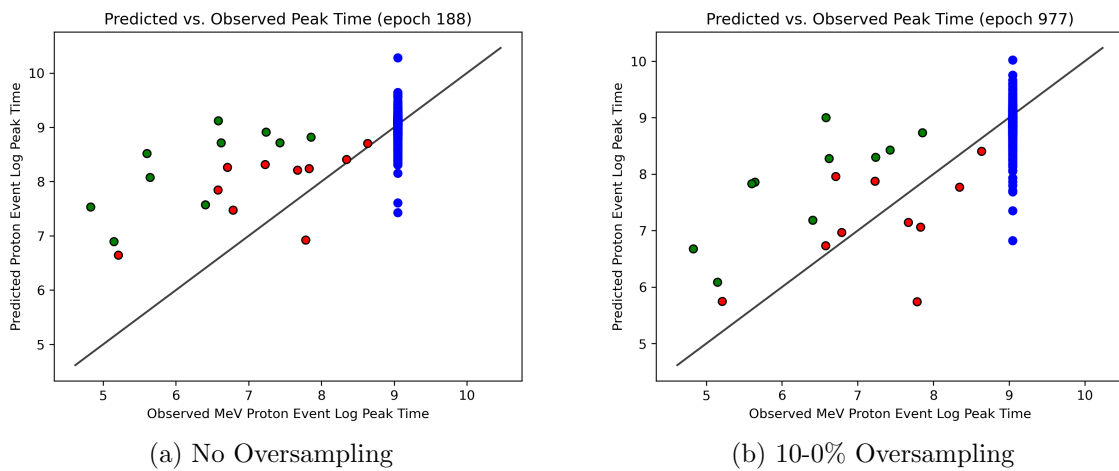 Predicted vs. Observed Peak Time (epoch 188)
Predicted Proton Event Log Peak Time
10
9
8
7
6
5
5 6 7 8 9 10
Observed MeV Proton Event Log Peak Time
(a) No Oversampling
Predicted vs. Observed Peak Time (epoch 977)
Predicted Proton Event Log Peak Time
10
9
8
7
6
5
5 6 7 8 9 10
Observed MeV Proton Event Log Peak Time
(b) 10-0% Oversampling